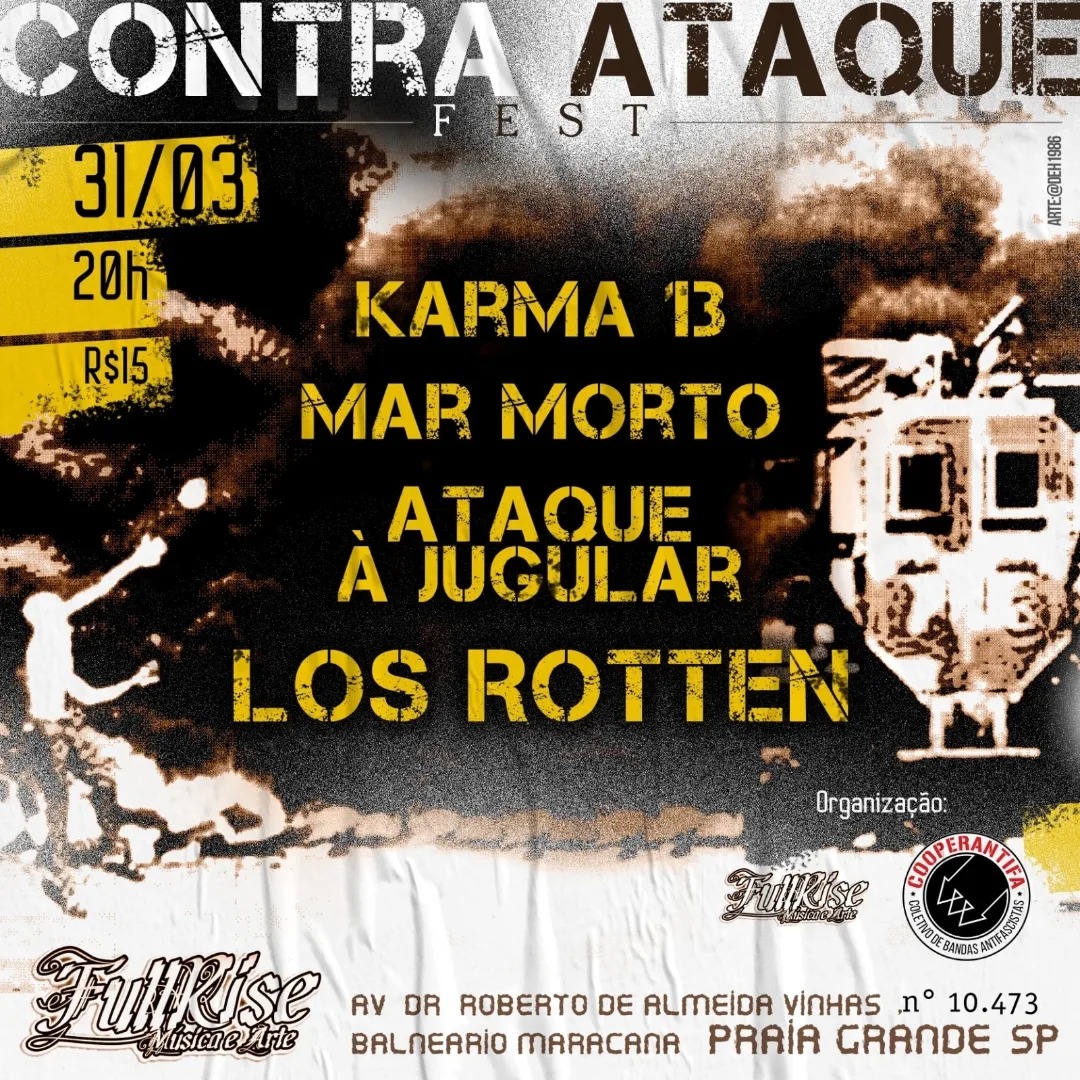 CONTRA ATAQUE
FEST
31/03
20h
R$15
ARTE:@DEH1986
KARMA 13
MAR MORTO
ATAQUE
À JUGULAR
LOS ROTTEN
Organização:
FullRise
Música e Arte
COOPERANTIFA
COLETIVO DE BANDAS ANTIFASCISTAS
FullRise
Música e Arte
AV DR ROBERTO DE ALMEIDA VINHAS ,n° 10.473
BALNEARIO MARACANA PRAIA GRANDE SP